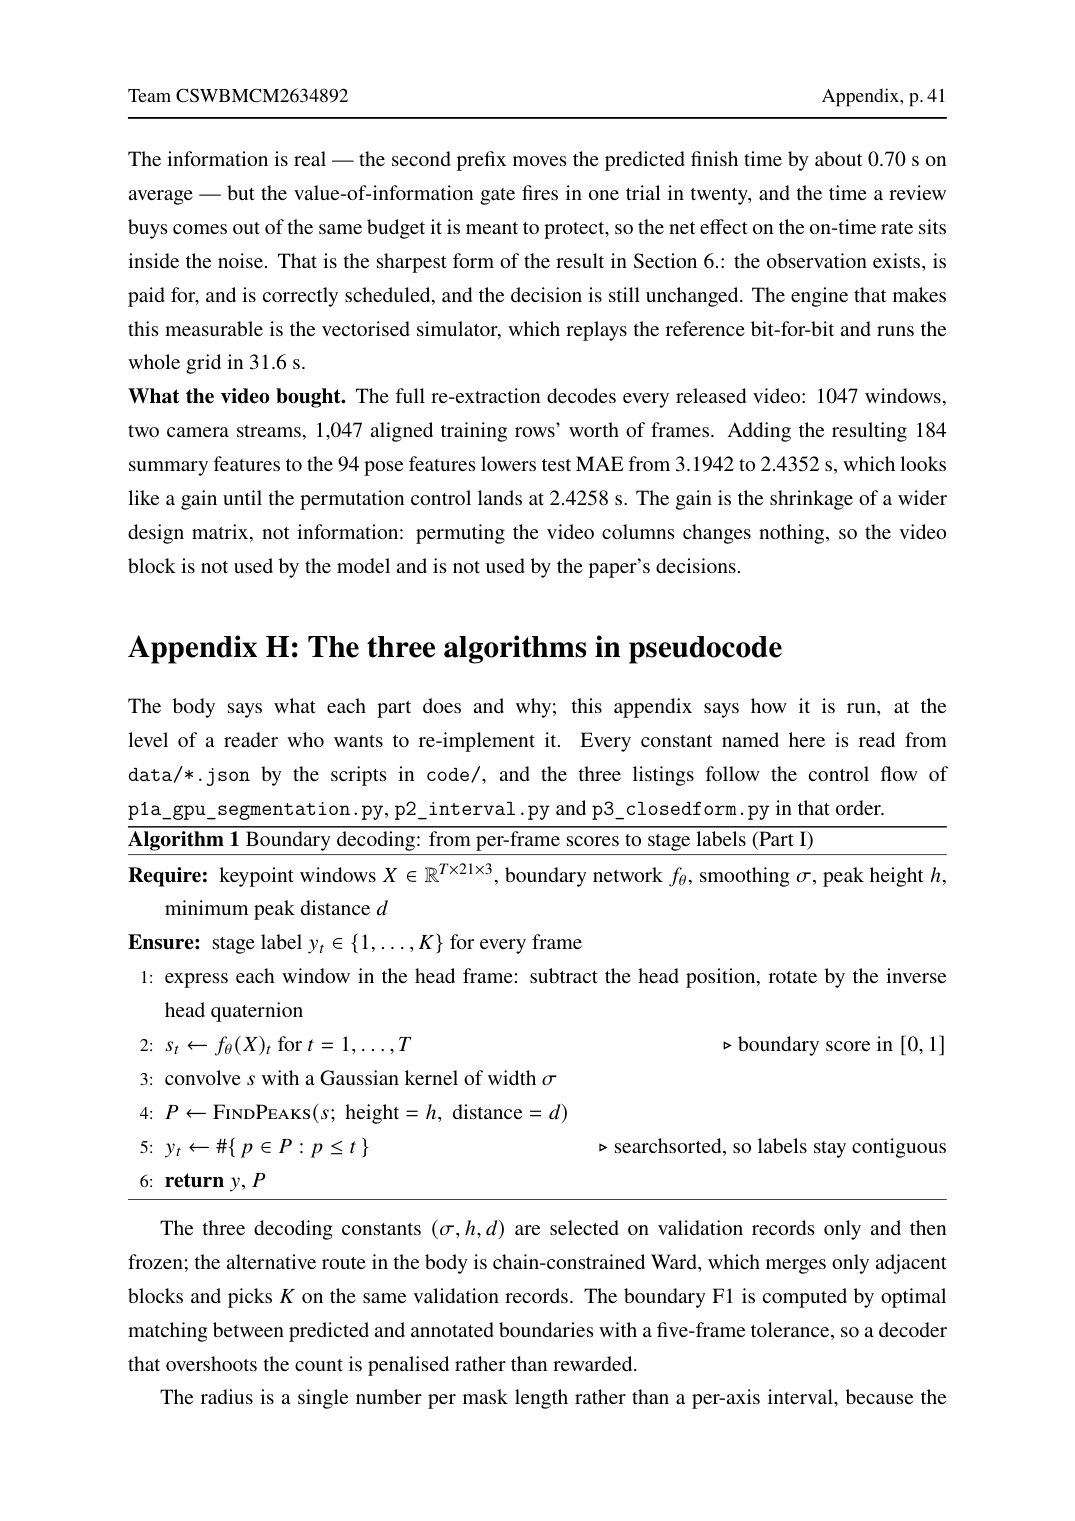 Team CSWBMCM2634892 Appendix, p. 41
The information is real — the second prefix moves the predicted finish time by about 0.70 s on
average — but the value-of-information gate fires in one trial in twenty, and the time a review
buys comes out of the same budget it is meant to protect, so the net effect on the on-time rate sits
inside the noise. That is the sharpest form of the result in Section 6.: the observation exists, is
paid for, and is correctly scheduled, and the decision is still unchanged. The engine that makes
this measurable is the vectorised simulator, which replays the reference bit-for-bit and runs the
whole grid in 31.6 s.
What the video bought. The full re-extraction decodes every released video: 1047 windows,
two camera streams, 1,047 aligned training rows' worth of frames. Adding the resulting 184
summary features to the 94 pose features lowers test MAE from 3.1942 to 2.4352 s, which looks
like a gain until the permutation control lands at 2.4258 s. The gain is the shrinkage of a wider
design matrix, not information: permuting the video columns changes nothing, so the video
block is not used by the model and is not used by the paper's decisions.
Appendix H: The three algorithms in pseudocode
The body says what each part does and why; this appendix says how it is run, at the
level of a reader who wants to re-implement it. Every constant named here is read from
data/*.json by the scripts in code/, and the three listings follow the control flow of
p1a_gpu_segmentation.py, p2_interval.py and p3_closedform.py in that order.
Algorithm 1 Boundary decoding: from per-frame scores to stage labels (Part I)
Require: keypoint windows X ∈ ℝ^{T×21×3}, boundary network f_θ, smoothing σ, peak height h,
minimum peak distance d
Ensure: stage label y_t ∈ {1, . . . , K} for every frame
1: express each window in the head frame: subtract the head position, rotate by the inverse
head quaternion
2: s_t ← f_θ(X)_t for t = 1, . . . , T ▹ boundary score in [0, 1]
3: convolve s with a Gaussian kernel of width σ
4: P ← FindPeaks(s; height = h, distance = d)
5: y_t ← #{ p ∈ P : p ≤ t } ▹ searchsorted, so labels stay contiguous
6: return y, P
The three decoding constants (σ, h, d) are selected on validation records only and then
frozen; the alternative route in the body is chain-constrained Ward, which merges only adjacent
blocks and picks K on the same validation records. The boundary F1 is computed by optimal
matching between predicted and annotated boundaries with a five-frame tolerance, so a decoder
that overshoots the count is penalised rather than rewarded.
The radius is a single number per mask length rather than a per-axis interval, because the